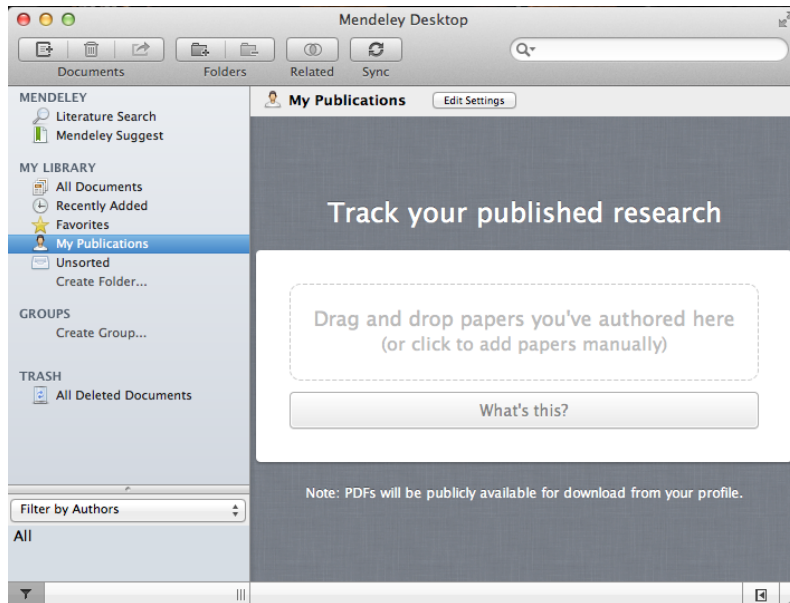 Mendeley Desktop
Documents
Folders
Related
Sync
MENDELEY
Literature Search
Mendeley Suggest
MY LIBRARY
All Documents
Recently Added
Favorites
My Publications
Unsorted
Create Folder...
GROUPS
Create Group...
TRASH
All Deleted Documents
Filter by Authors
All
My Publications
Edit Settings
Track your published research
Drag and drop papers you've authored here
(or click to add papers manually)
What's this?
Note: PDFs will be publicly available for download from your profile.